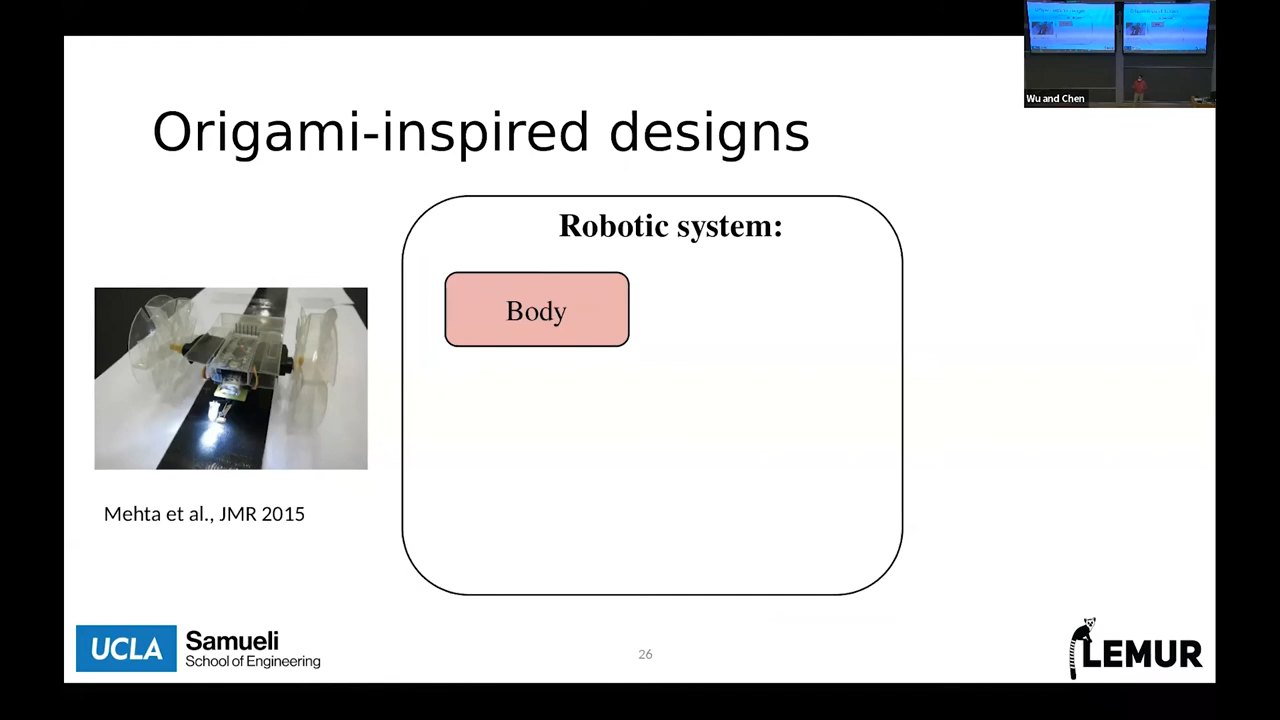 Wu and Chen
Origami-inspired designs
Robotic system:
Body
Mehta et al., JMR 2015
UCLA
Samueli
School of Engineering
26
LEMUR